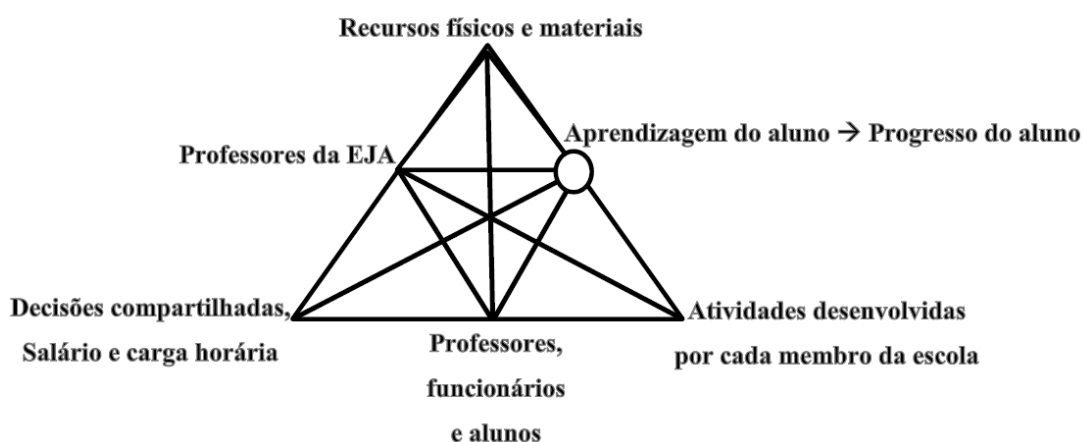 Recursos físicos e materiais
Aprendizagem do aluno → Progresso do aluno
Professores da EJA
Decisões compartilhadas,
Salário e carga horária
Professores,
funcionários
e alunos
Atividades desenvolvidas
por cada membro da escola